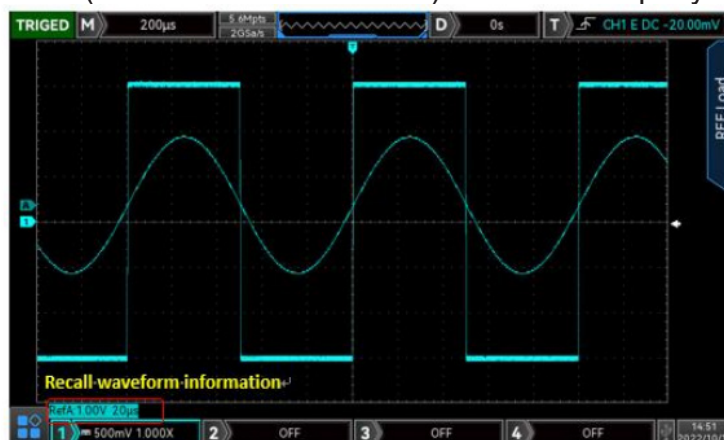 TRIGED M 200μs 5.6Mpts 2GSa/s D 0s T CH1 E DC -20.00mV
T
REF Load
A
1
Recall waveform information
RefA:1.00V 20μs
1 500mV 1.000X 2 OFF 3 OFF 4 OFF 14:51